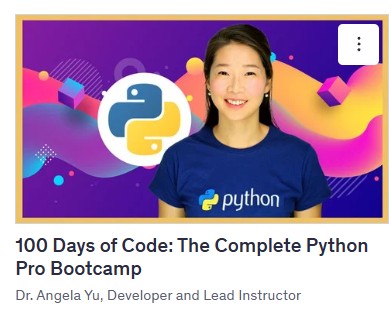 python
100 Days of Code: The Complete Python
Pro Bootcamp
Dr. Angela Yu, Developer and Lead Instructor